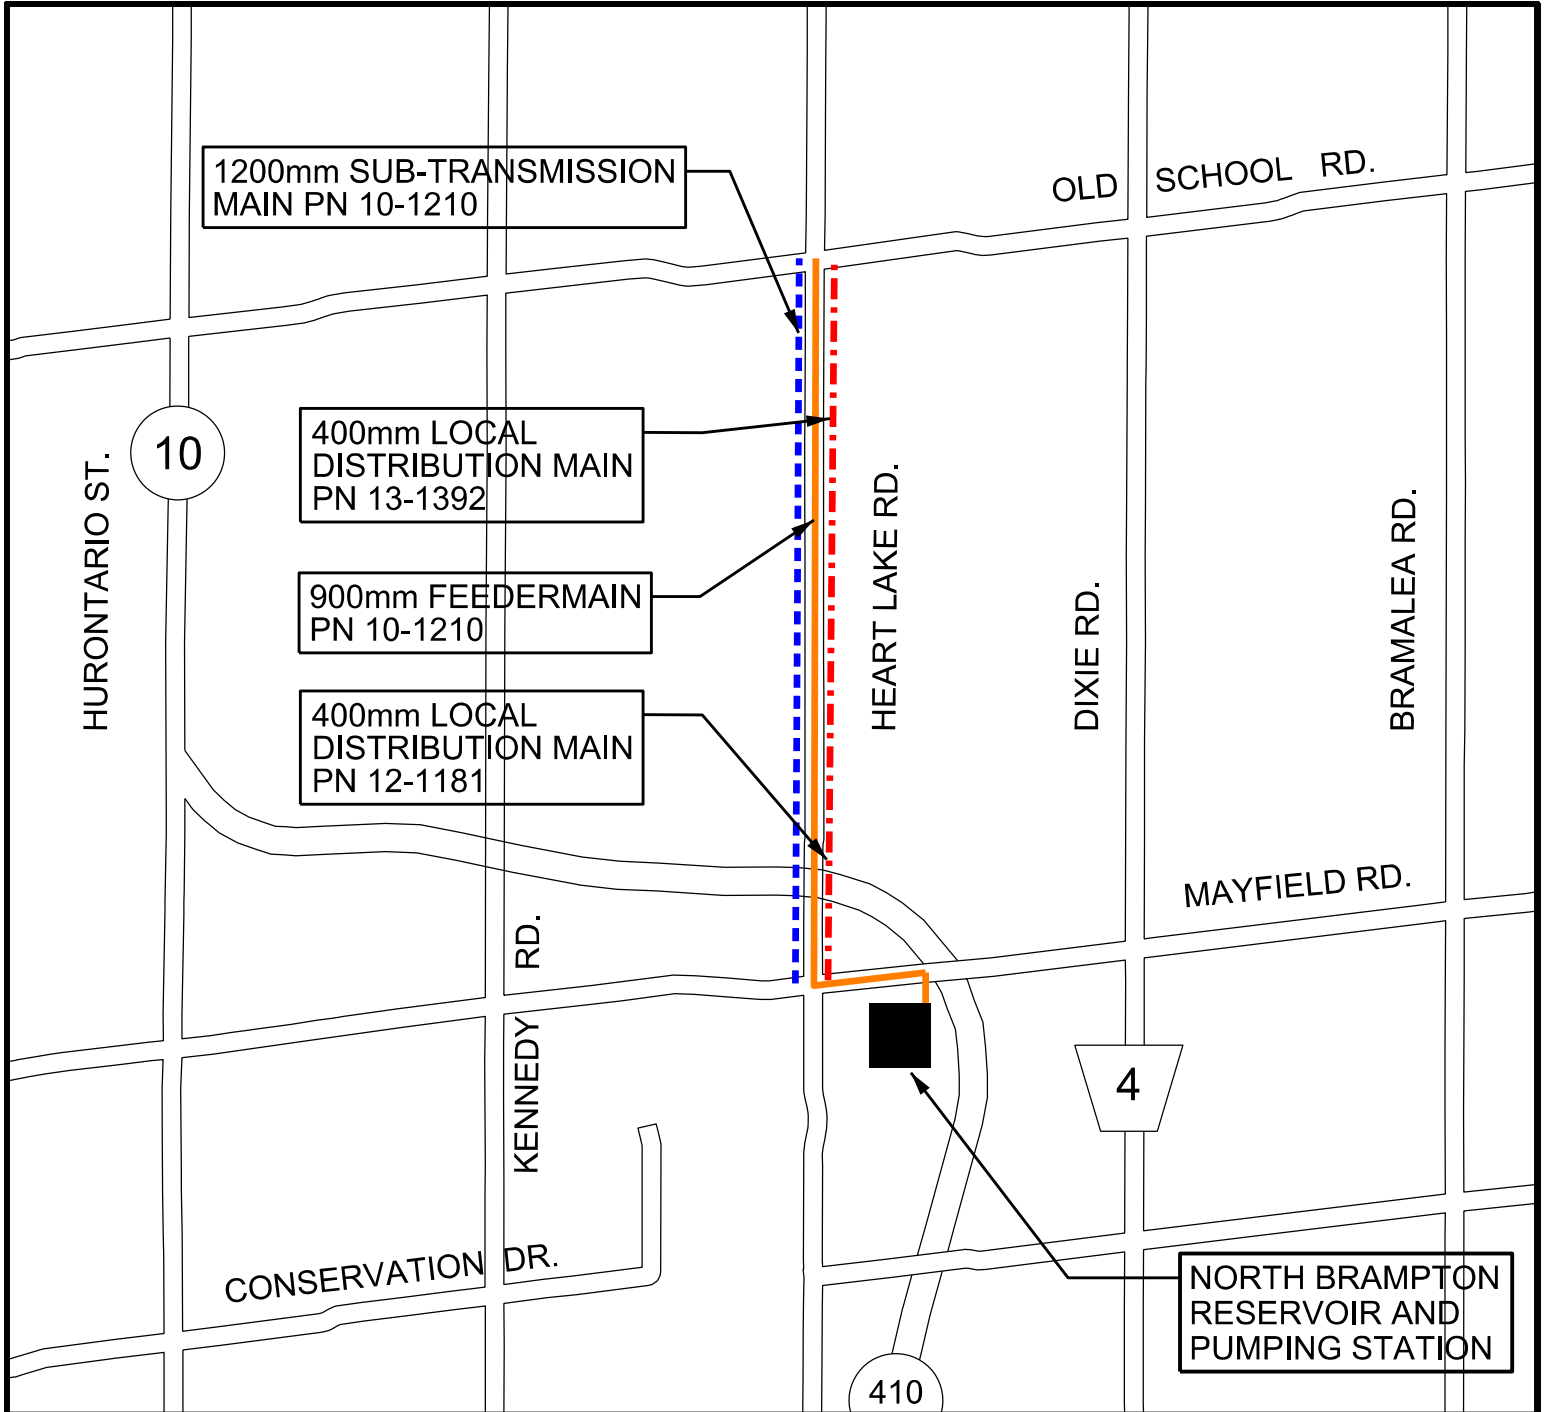 1200mm SUB-TRANSMISSION
MAIN PN 10-1210
OLD SCHOOL RD.
10
400mm LOCAL
DISTRIBUTION MAIN
PN 13-1392
HURONTARIO ST.
HEART LAKE RD.
DIXIE RD.
BRAMALEA RD.
900mm FEEDERMAIN
PN 10-1210
400mm LOCAL
DISTRIBUTION MAIN
PN 12-1181
MAYFIELD RD.
KENNEDY RD.
4
CONSERVATION DR.
NORTH BRAMPTON
RESERVOIR AND
PUMPING STATION
410